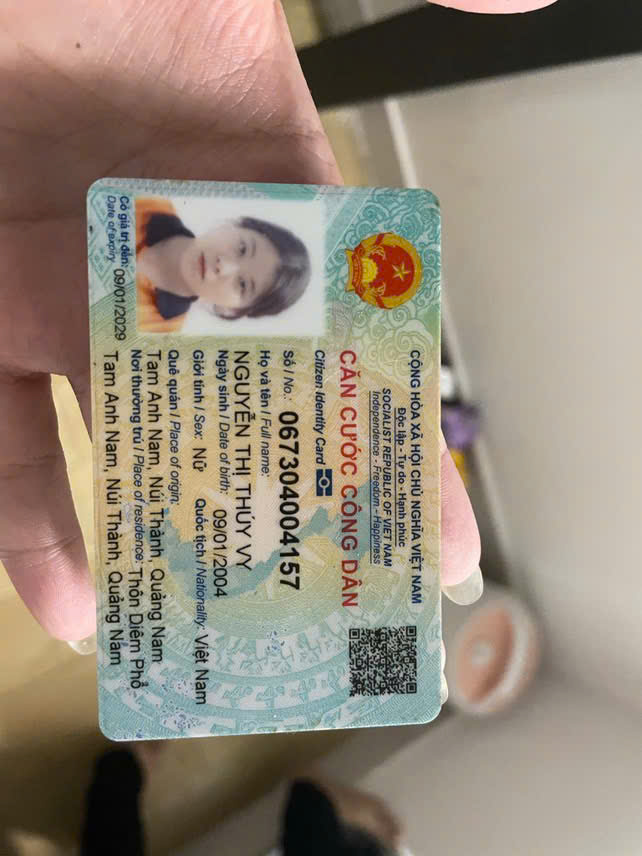 CỘNG HÒA XÃ HỘI CHỦ NGHĨA VIỆT NAM
Độc lập - Tự do - Hạnh phúc
SOCIALIST REPUBLIC OF VIET NAM
Independence - Freedom - Happiness
CĂN CƯỚC CÔNG DÂN
Citizen Identity Card
Số / No.: 067304004157
Họ và tên / Full name:
NGUYỄN THỊ THÚY VY
Ngày sinh / Date of birth: 09/01/2004
Giới tính / Sex: Nữ Quốc tịch / Nationality: Việt Nam
Quê quán / Place of origin:
Tam Anh Nam, Núi Thành, Quảng Nam
Nơi thường trú / Place of residence: Thôn Diêm Phổ
Tam Anh Nam, Núi Thành, Quảng Nam
Có giá trị đến: 09/01/2029
Date of expiry